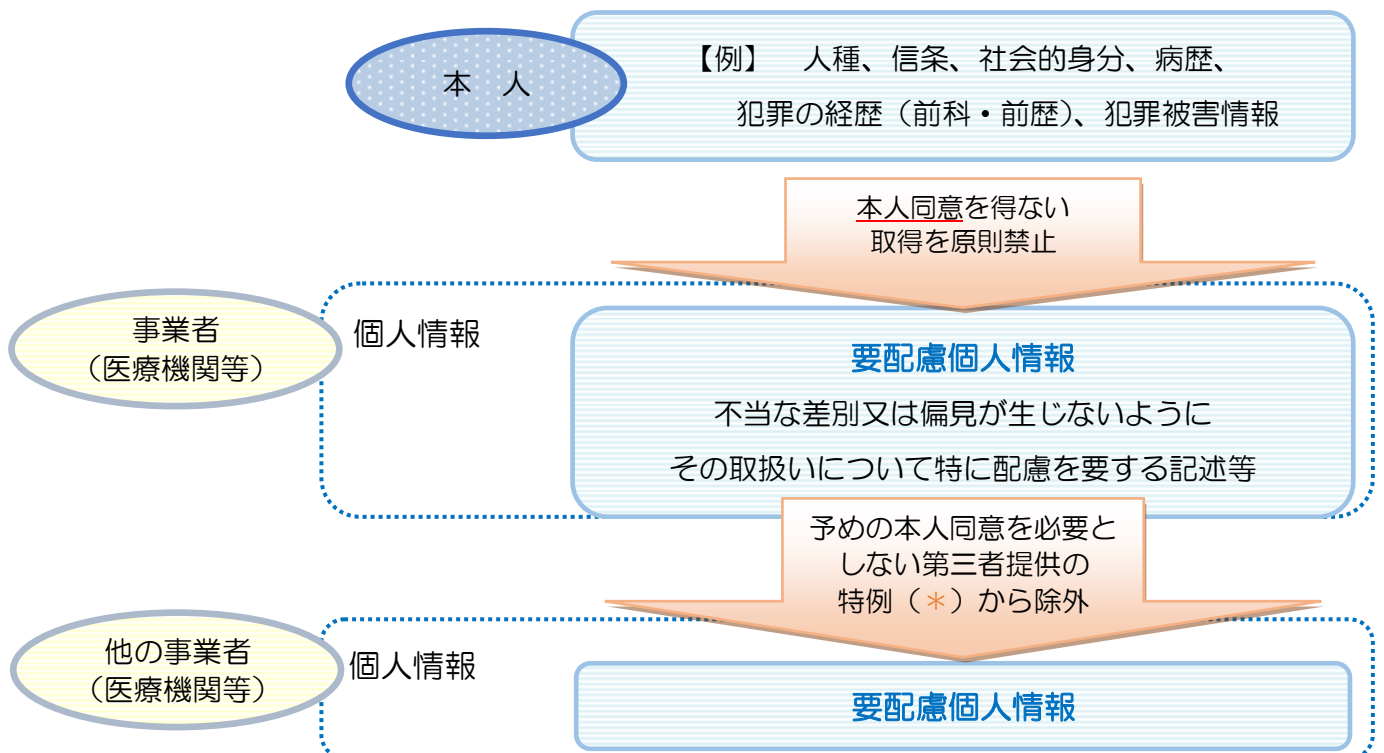 本 人
【例】 人種、信条、社会的身分、病歴、
犯罪の経歴(前科・前歴)、犯罪被害情報
本人同意を得ない
取得を原則禁止
事業者
(医療機関等)
個人情報
要配慮個人情報
不当な差別又は偏見が生じないように
その取扱いについて特に配慮を要する記述等
予めの本人同意を必要と
しない第三者提供の
特例(＊)から除外
他の事業者
(医療機関等)
個人情報
要配慮個人情報